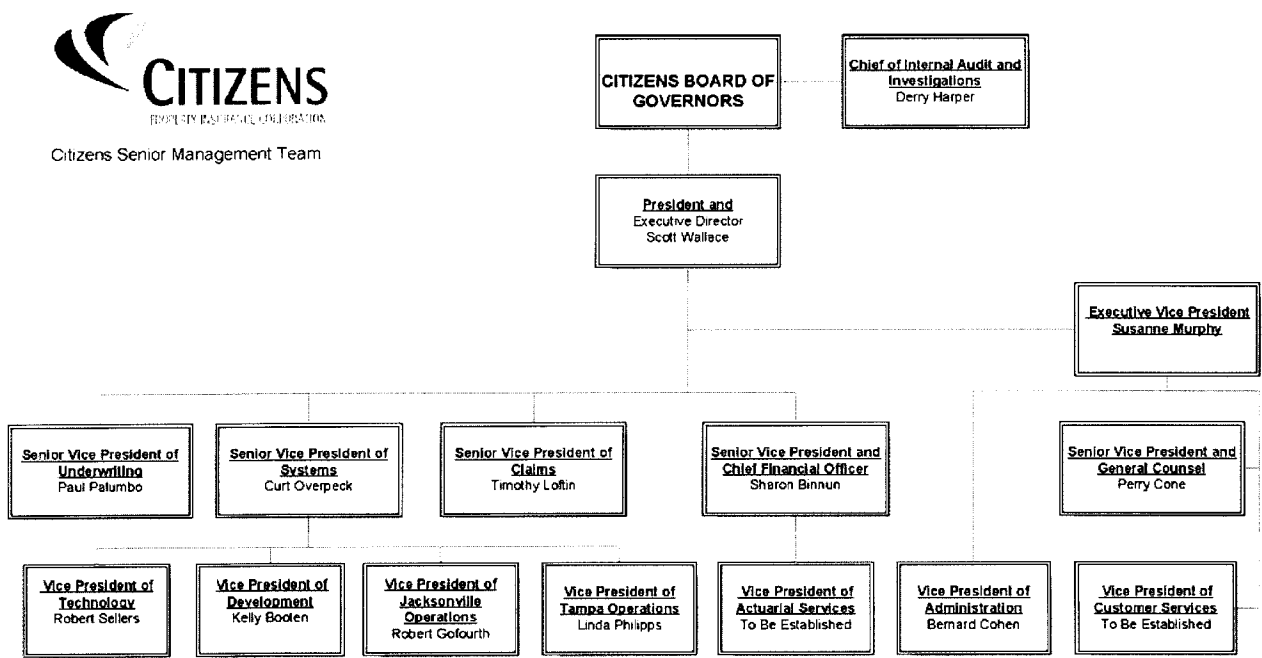 CITIZENS
PROPERTY INSURANCE CORPORATION
Citizens Senior Management Team
CITIZENS BOARD OF
GOVERNORS
Chief of Internal Audit and
Investigations
Derry Harper
President and
Executive Director
Scott Wallace
Executive Vice President
Susanne Murphy
Senior Vice President of
Underwriting
Paul Palumbo
Senior Vice President of
Systems
Curt Overpeck
Senior Vice President of
Claims
Timothy Loftin
Senior Vice President and
Chief Financial Officer
Sharon Binnun
Senior Vice President and
General Counsel
Perry Cone
Vice President of
Technology
Robert Sellers
Vice President of
Development
Kelly Booten
Vice President of
Jacksonville
Operations
Robert Gofourth
Vice President of
Tampa Operations
Linda Philipps
Vice President of
Actuarial Services
To Be Established
Vice President of
Administration
Bernard Cohen
Vice President of
Customer Services
To Be Established